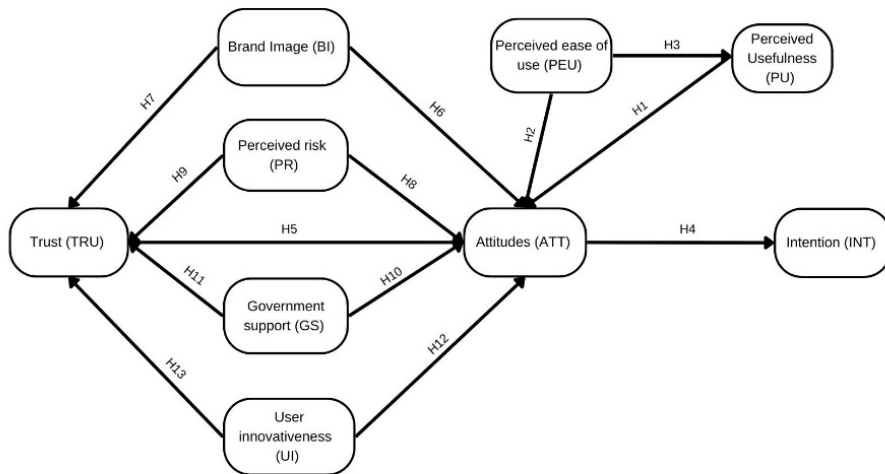 Brand Image (BI)
Perceived ease of
use (PEU)
H3
Perceived
Usefulness
(PU)
H7
H6
H2
H1
Perceived risk
(PR)
H9
H8
Trust (TRU)
H5
Attitudes (ATT)
H4
Intention (INT)
H11
H10
Government
support (GS)
H13
H12
User
innovativeness
(UI)